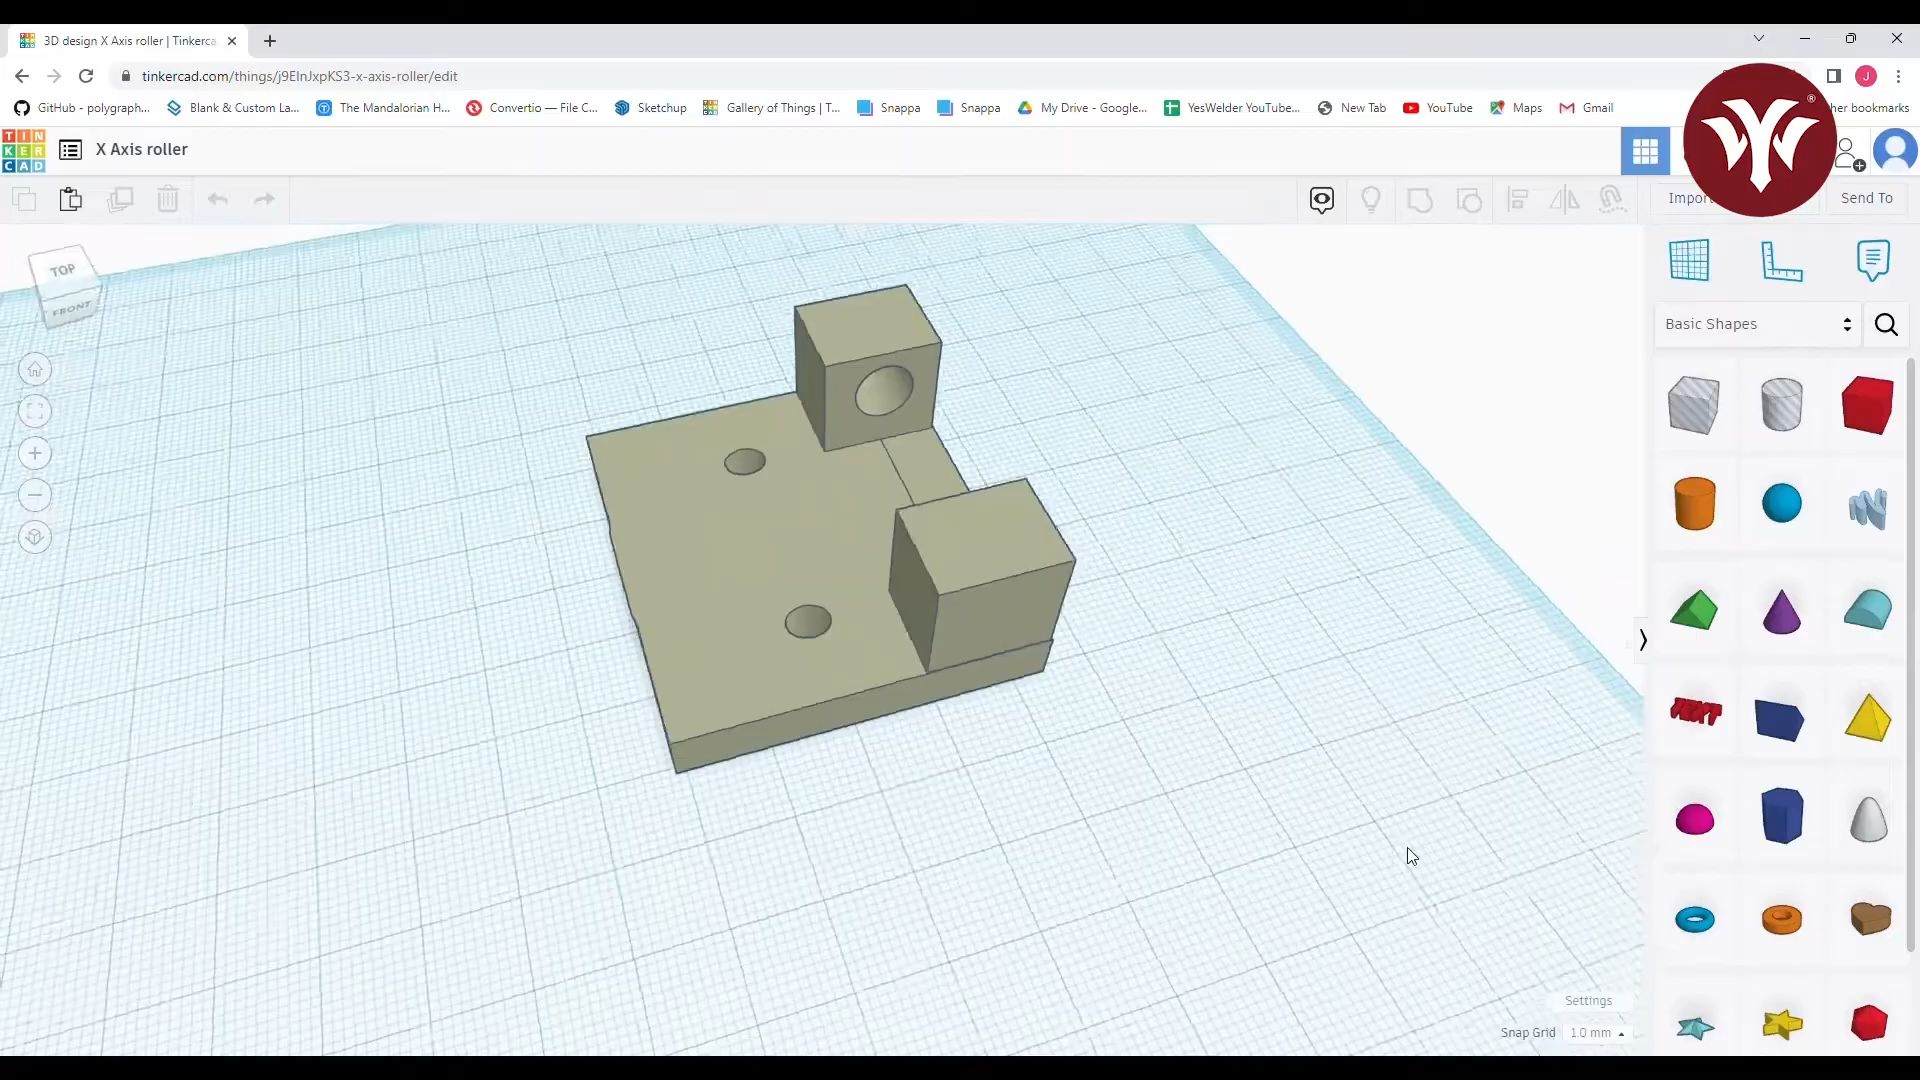 3D design X Axis roller | Tinkerca
tinkercad.com/things/j9EInJxpKS3-x-axis-roller/edit
GitHub - polygraph... Blank & Custom La... The Mandalorian H... Convertio — File C... Sketchup Gallery of Things | T... Snappa Snappa My Drive - Google... YesWelder YouTube... New Tab YouTube Maps Gmail her bookmarks
J
TIN
KER
CAD
X Axis roller
®
Impor
Send To
TOP
FRONT
Basic Shapes
TEXT
Settings
Snap Grid 1.0 mm